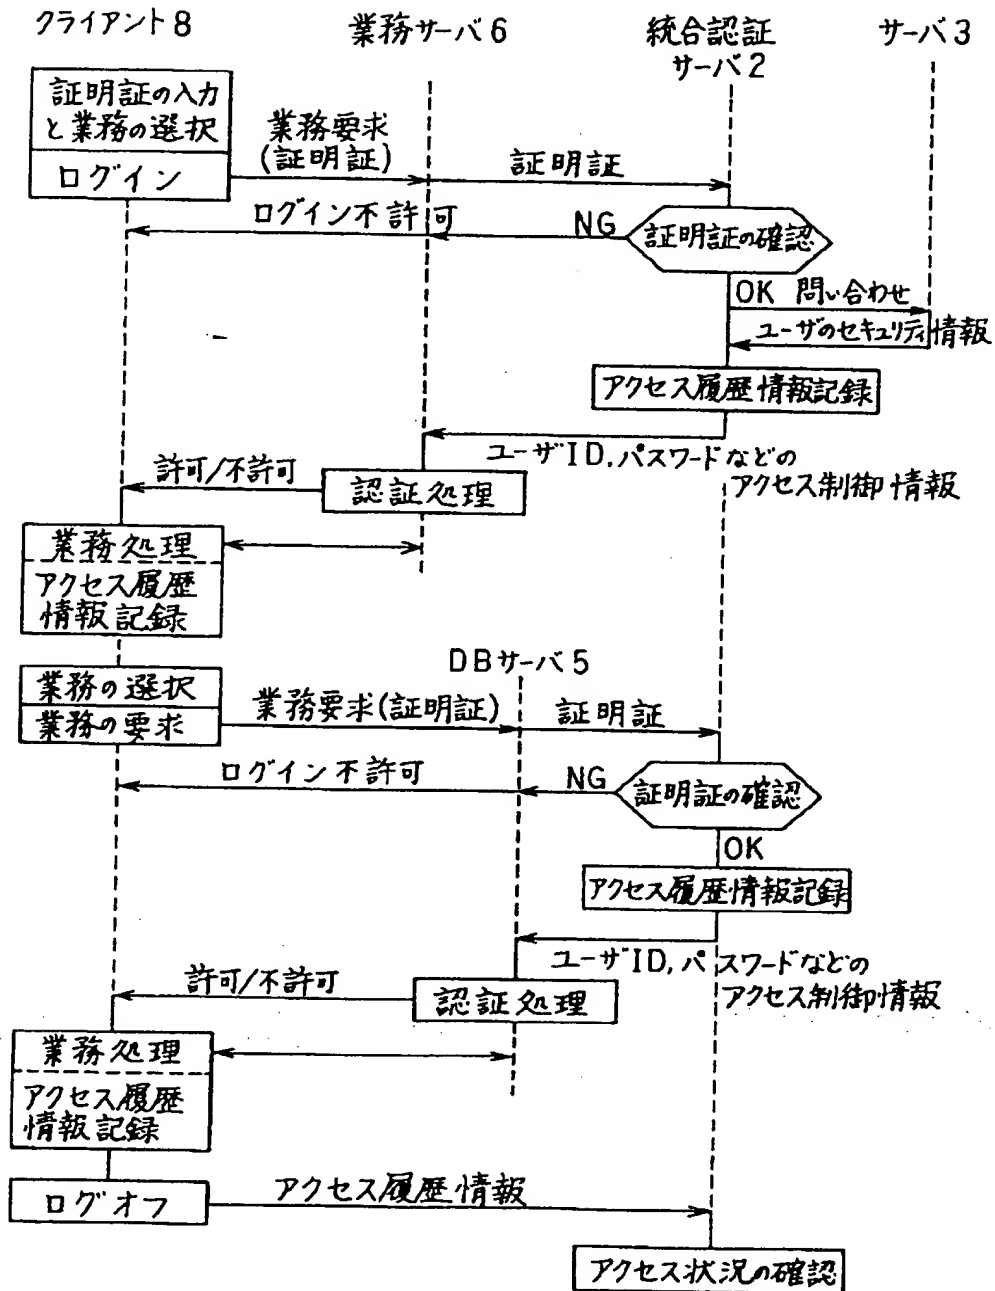 クライアント8
業務サーバ6
統合認証
サーバ2
サーバ3
証明証の入力
と業務の選択
ログイン
業務要求
(証明証)
証明証
ログイン不許可
NG
証明証の確認
OK 問い合わせ
ユーザのセキュリティ情報
アクセス履歴情報記録
ユーザID,パスワードなどの
アクセス制御情報
許可/不許可
認証処理
業務処理
アクセス履歴
情報記録
DBサーバ5
業務の選択
業務の要求
業務要求(証明証)
証明証
ログイン不許可
NG
証明証の確認
OK
アクセス履歴情報記録
ユーザID,パスワードなどの
アクセス制御情報
許可/不許可
認証処理
業務処理
アクセス履歴
情報記録
ログオフ
アクセス履歴情報
アクセス状況の確認